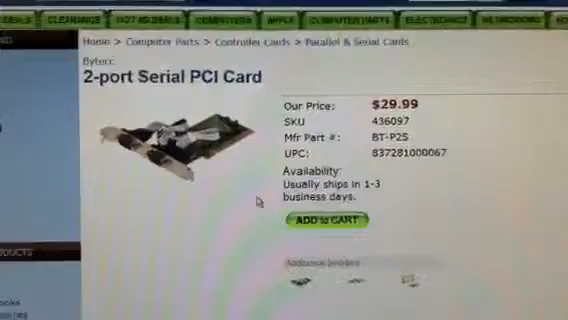 DEALS CLEARANCE HOT AD DEALS COMPUTERS APPLE COMPUTER PARTS ELECTRONICS NETWORKING
Home > Computer Parts > Controller Cards > Parallel & Serial Cards
Bytecc
2-port Serial PCI Card
Our Price: $29.99
SKU 436097
Mfr Part #: BT-P2S
UPC: 837281000067
Availability:
Usually ships in 1-3
business days.
ADD to CART
Additional Images